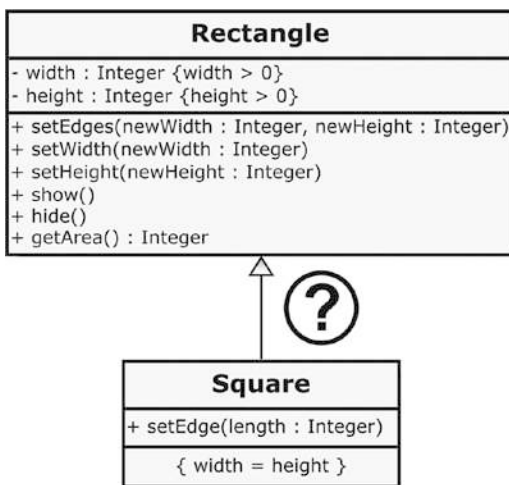 Rectangle
- width : Integer {width > 0}
- height : Integer {height > 0}
+ setEdges(newWidth : Integer, newHeight : Integer)
+ setWidth(newWidth : Integer)
+ setHeight(newHeight : Integer)
+ show()
+ hide()
+ getArea() : Integer
?
Square
+ setEdge(length : Integer)
{ width = height }